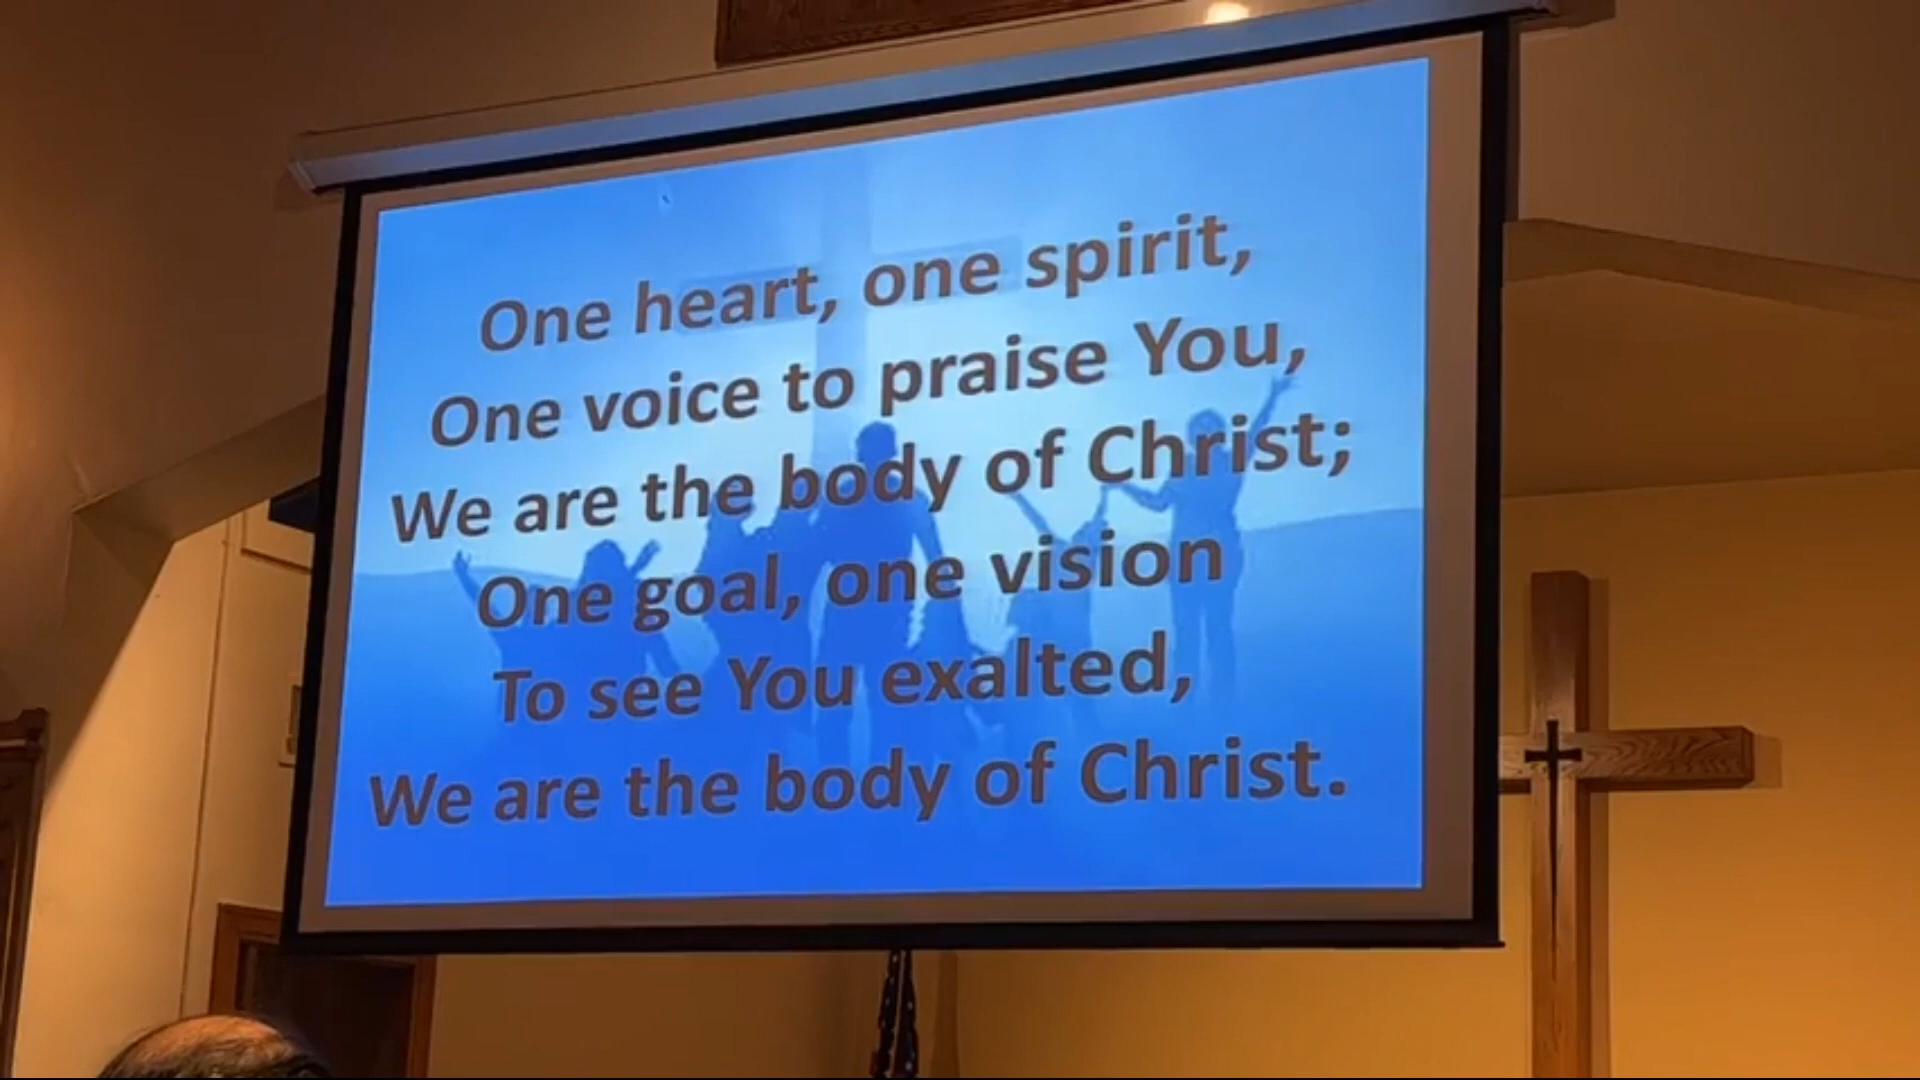 One heart, one spirit,
One voice to praise You,
We are the body of Christ;
One goal, one vision
To see You exalted,
We are the body of Christ.